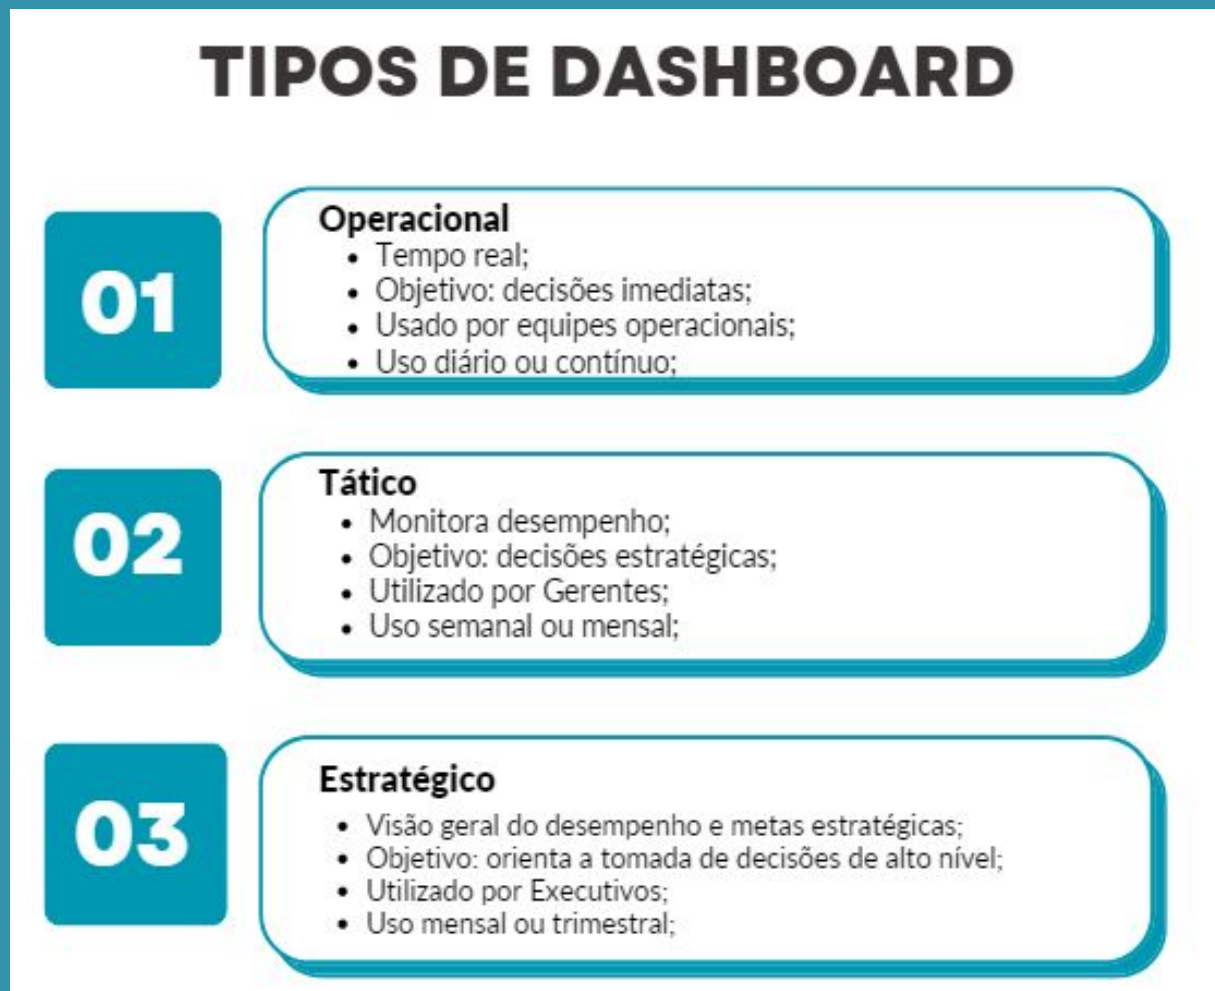 TIPOS DE DASHBOARD
01
Operacional
• Tempo real;
• Objetivo: decisões imediatas;
• Usado por equipes operacionais;
• Uso diário ou contínuo;
02
Tático
• Monitora desempenho;
• Objetivo: decisões estratégicas;
• Utilizado por Gerentes;
• Uso semanal ou mensal;
03
Estratégico
• Visão geral do desempenho e metas estratégicas;
• Objetivo: orienta a tomada de decisões de alto nível;
• Utilizado por Executivos;
• Uso mensal ou trimestral;